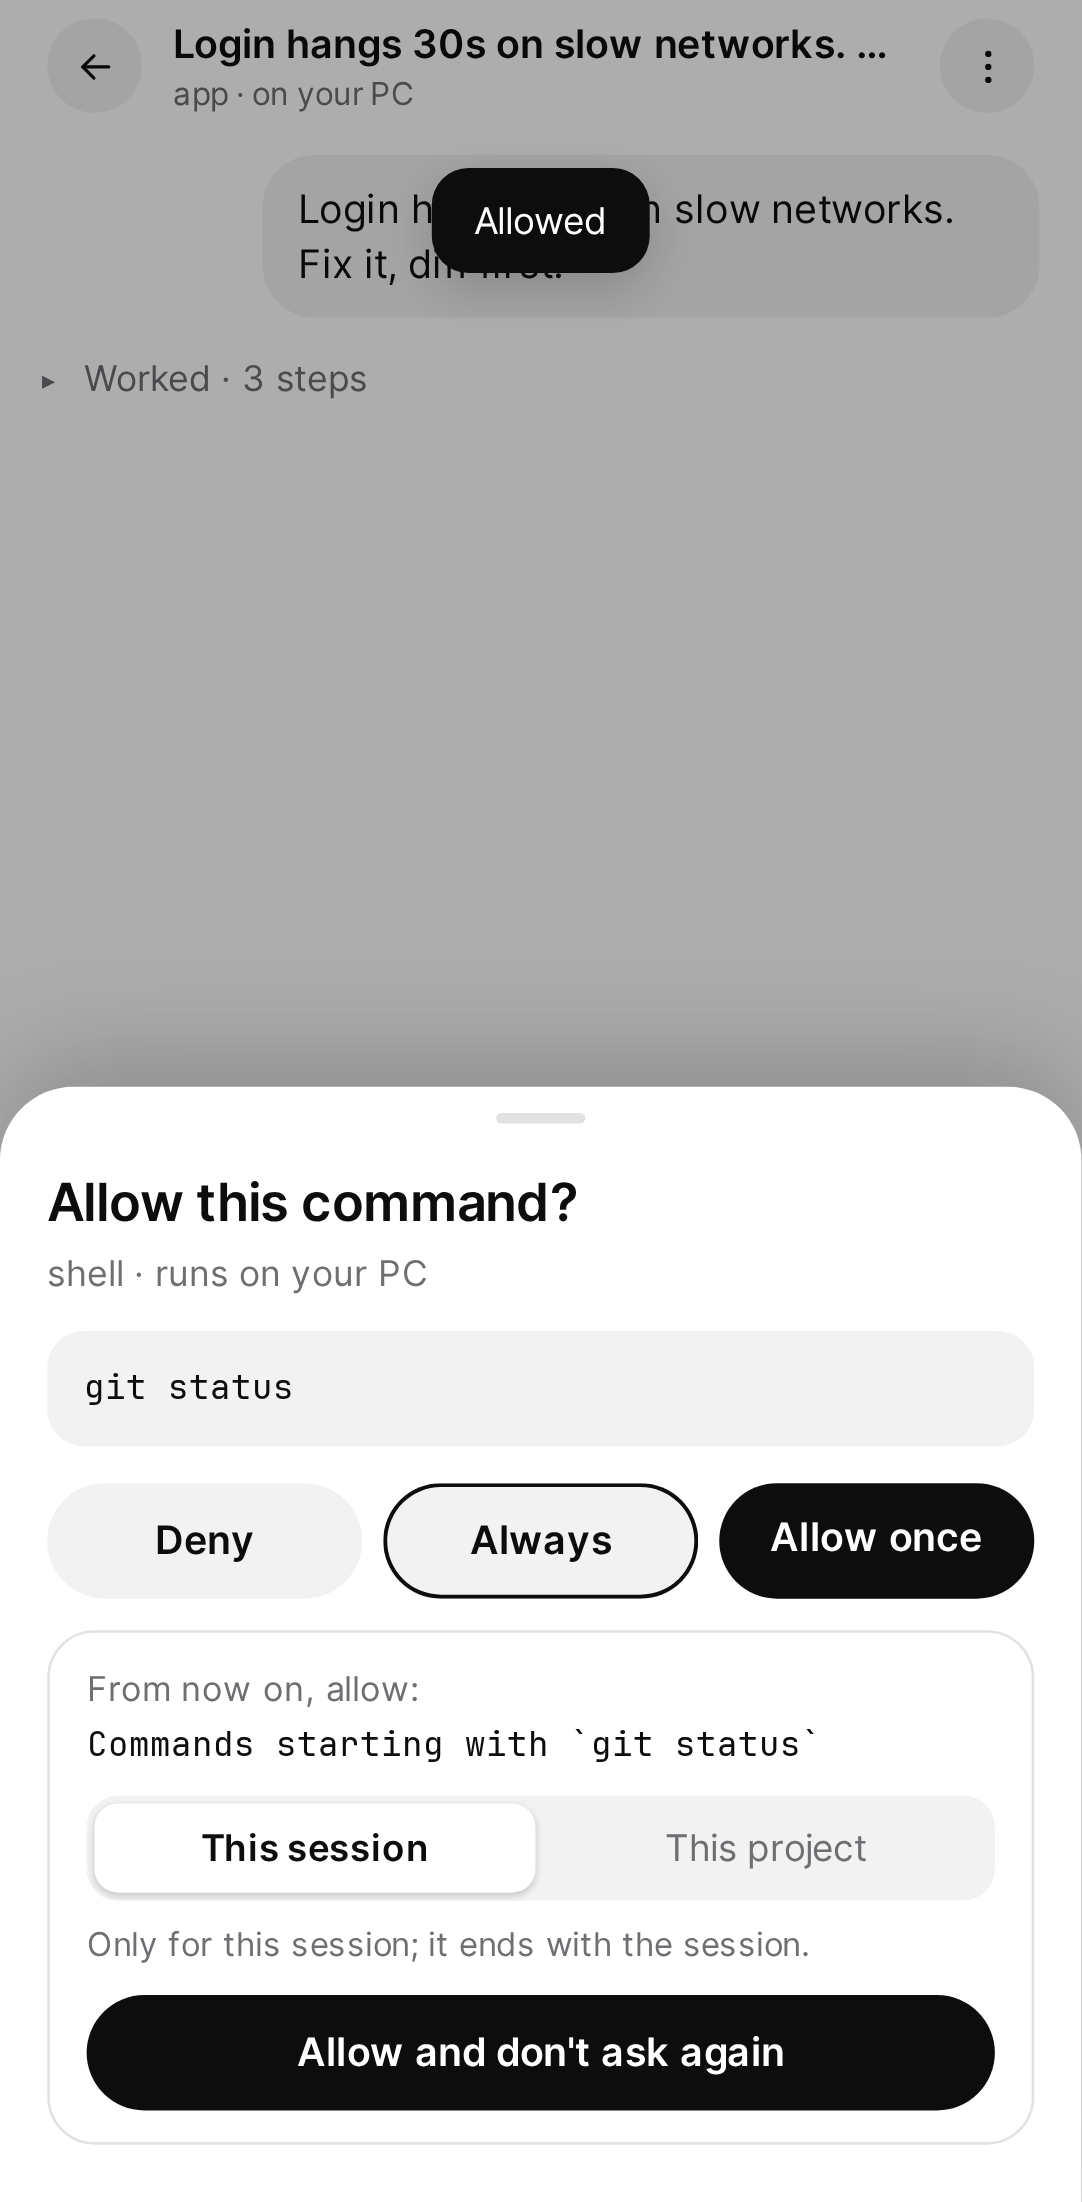 Login hangs 30s on slow networks. ...
app · on your PC
Login h n slow networks.
Allowed
Fix it, first.
▸ Worked · 3 steps
Allow this command?
shell · runs on your PC
git status
Deny
Always
Allow once
From now on, allow:
Commands starting with `git status`
This session
This project
Only for this session; it ends with the session.
Allow and don't ask again